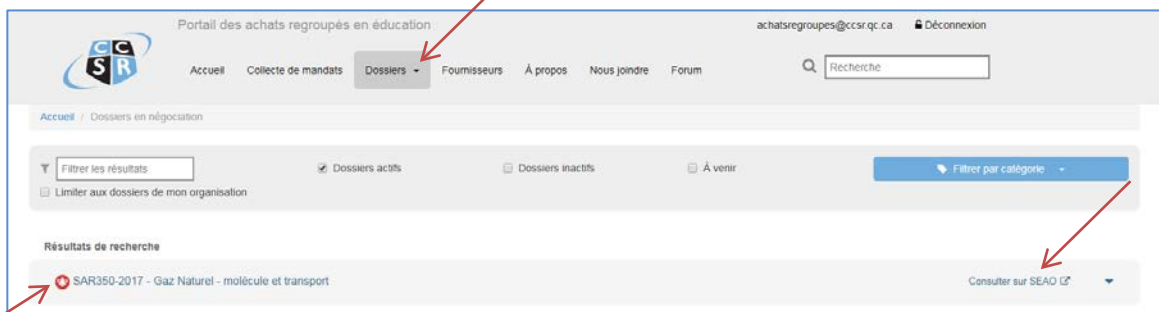 Portail des achats regroupés en éducation
achatsregroupes@ccsr.qc.ca Déconnexion
CCSR
Accueil Collecte de mandats Dossiers Fournisseurs À propos Nous joindre Forum Recherche
Accueil / Dossiers en négociation
Filtrer les résultats Dossiers actifs Dossiers inactifs À venir Filtrer par catégorie
Limiter aux dossiers de mon organisation
Résultats de recherche
SAR350-2017 - Gaz Naturel - molécule et transport Consulter sur SEAO